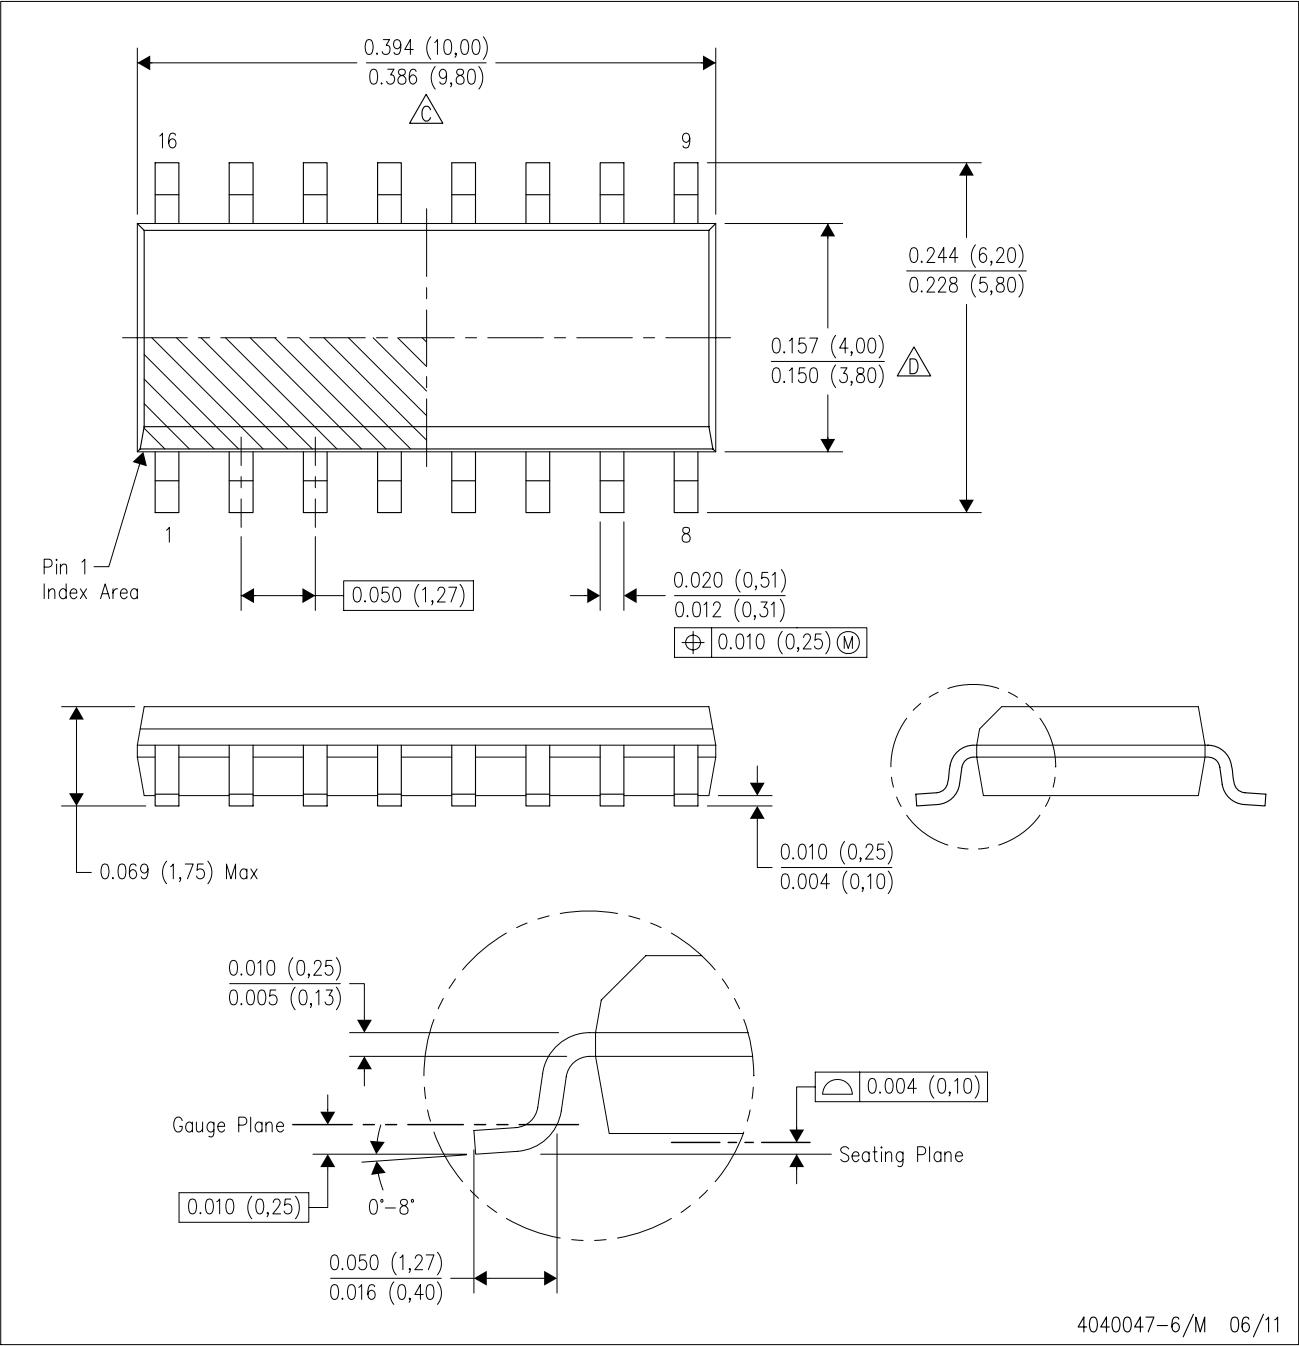 0.394 (10,00)
0.386 (9,80)
C
16
9
0.244 (6,20)
0.228 (5,80)
0.157 (4,00)
0.150 (3,80)
D
1
8
Pin 1
Index Area
0.050 (1,27)
0.020 (0,51)
0.012 (0,31)
0.010 (0,25) M
0.069 (1,75) Max
0.010 (0,25)
0.004 (0,10)
0.010 (0,25)
0.005 (0,13)
0.004 (0,10)
Gauge Plane
Seating Plane
0.010 (0,25)
0°–8°
0.050 (1,27)
0.016 (0,40)
4040047-6/M 06/11